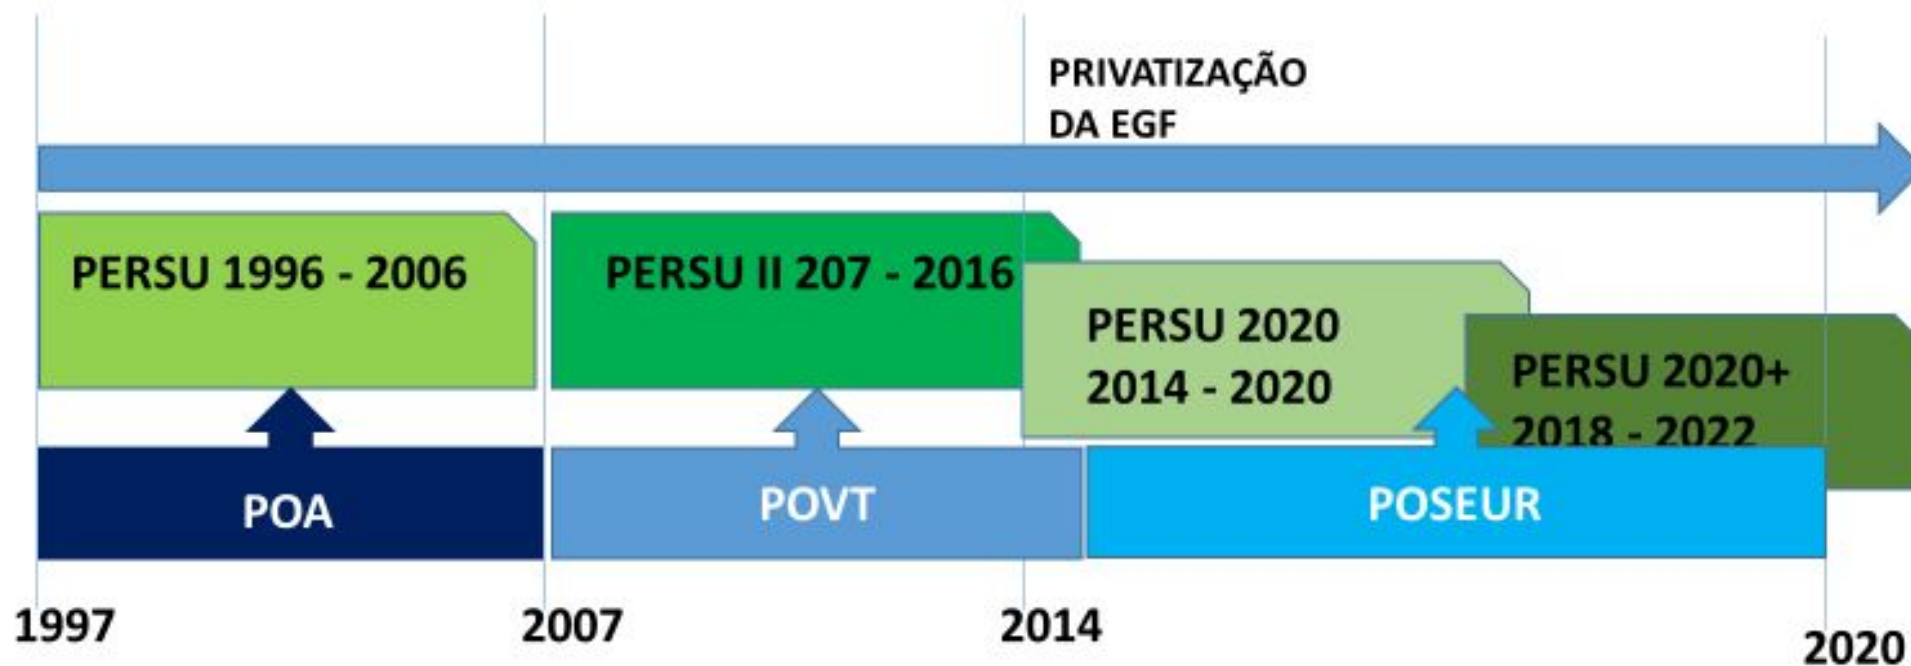 PRIVATIZAÇÃO
DA EGF
PERSU 1996 - 2006
PERSU II 207 - 2016
PERSU 2020
2014 - 2020
PERSU 2020+
2018 - 2022
POA
POVT
POSEUR
1997
2007
2014
2020